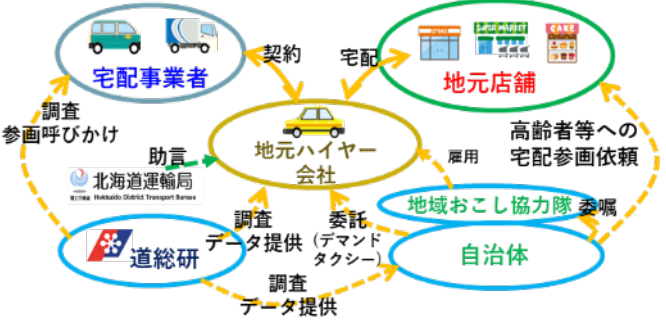 STORE
SUPER MARKET
CAKE
宅配事業者
契約
宅配
地元店舗
調査
参画呼びかけ
地元ハイヤー
会社
高齢者等への
宅配参画依頼
助言
北海道運輸局
Hokkaido District Transport Bureau
雇用
地域おこし協力隊
委嘱
調査
データ提供
委託
(デマンド
タクシー)
道総研
自治体
調査
データ提供